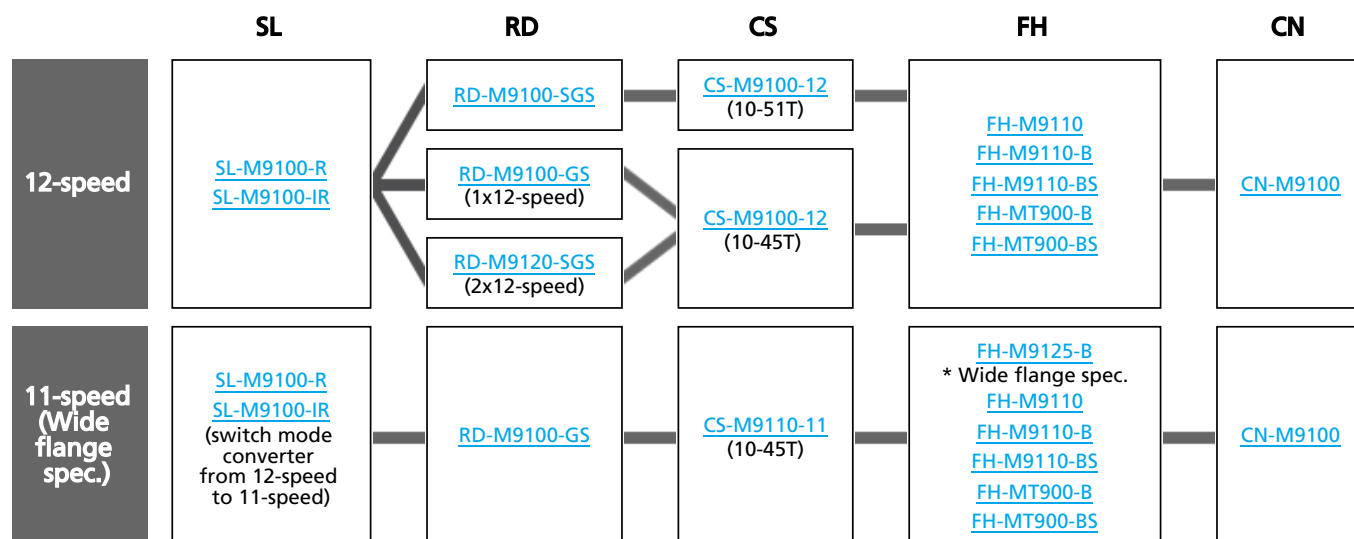 SL
RD
CS
FH
CN
12-speed
SL-M9100-R
SL-M9100-IR
RD-M9100-SGS
RD-M9100-GS
(1x12-speed)
RD-M9120-SGS
(2x12-speed)
CS-M9100-12
(10-51T)
CS-M9100-12
(10-45T)
FH-M9110
FH-M9110-B
FH-M9110-BS
FH-MT900-B
FH-MT900-BS
CN-M9100
11-speed
(Wide
flange
spec.)
SL-M9100-R
SL-M9100-IR
(switch mode
converter
from 12-speed
to 11-speed)
RD-M9100-GS
CS-M9110-11
(10-45T)
FH-M9125-B
* Wide flange spec.
FH-M9110
FH-M9110-B
FH-M9110-BS
FH-MT900-B
FH-MT900-BS
CN-M9100